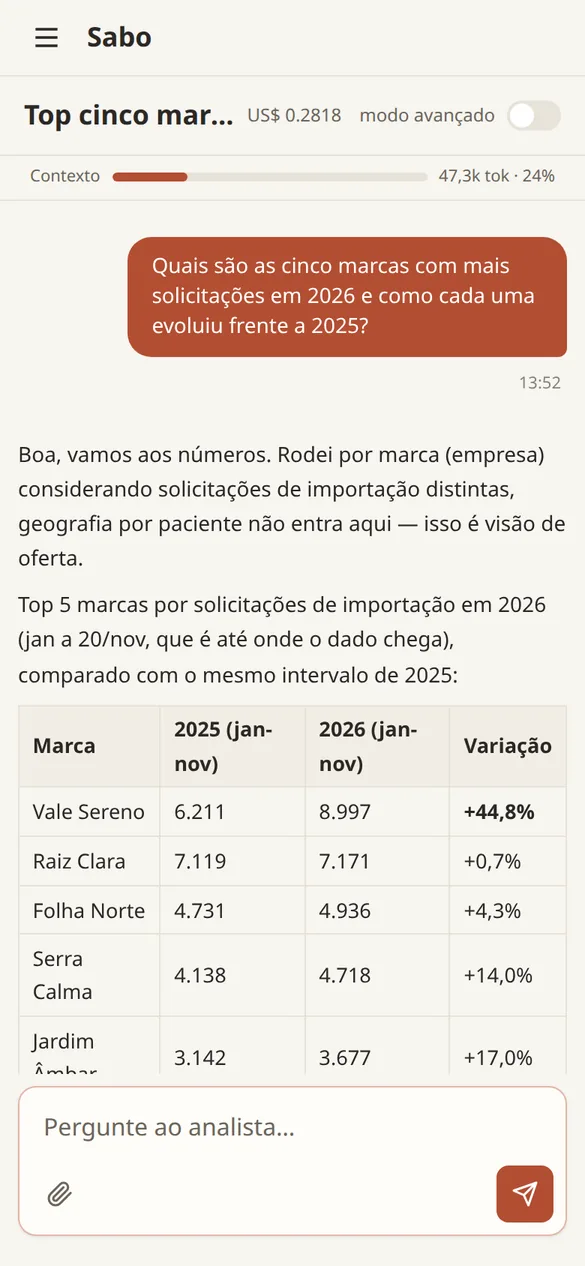 Sabo
Top cinco mar... US$ 0.2818 modo avançado
Contexto 47,3k tok · 24%
Quais são as cinco marcas com mais
solicitações em 2026 e como cada uma
evoluiu frente a 2025?
13:52
Boa, vamos aos números. Rodei por marca (empresa)
considerando solicitações de importação distintas,
geografia por paciente não entra aqui — isso é visão de
oferta.
Top 5 marcas por solicitações de importação em 2026
(jan a 20/nov, que é até onde o dado chega),
comparado com o mesmo intervalo de 2025:
Marca 2025 (jan-nov) 2026 (jan-nov) Variação
Vale Sereno 6.211 8.997 +44,8%
Raiz Clara 7.119 7.171 +0,7%
Folha Norte 4.731 4.936 +4,3%
Serra Calma 4.138 4.718 +14,0%
Jardim Âmbar 3.142 3.677 +17,0%
Pergunte ao analista...